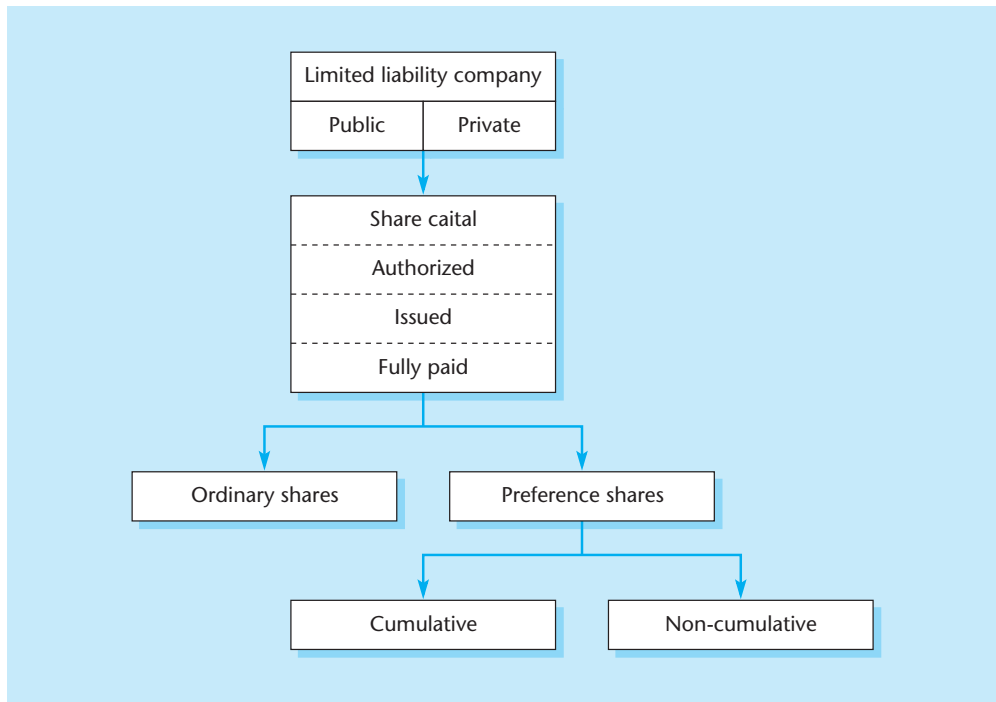 Limited liability company
Public Private
Share caital
Authorized
Issued
Fully paid
Ordinary shares Preference shares
Cumulative Non-cumulative